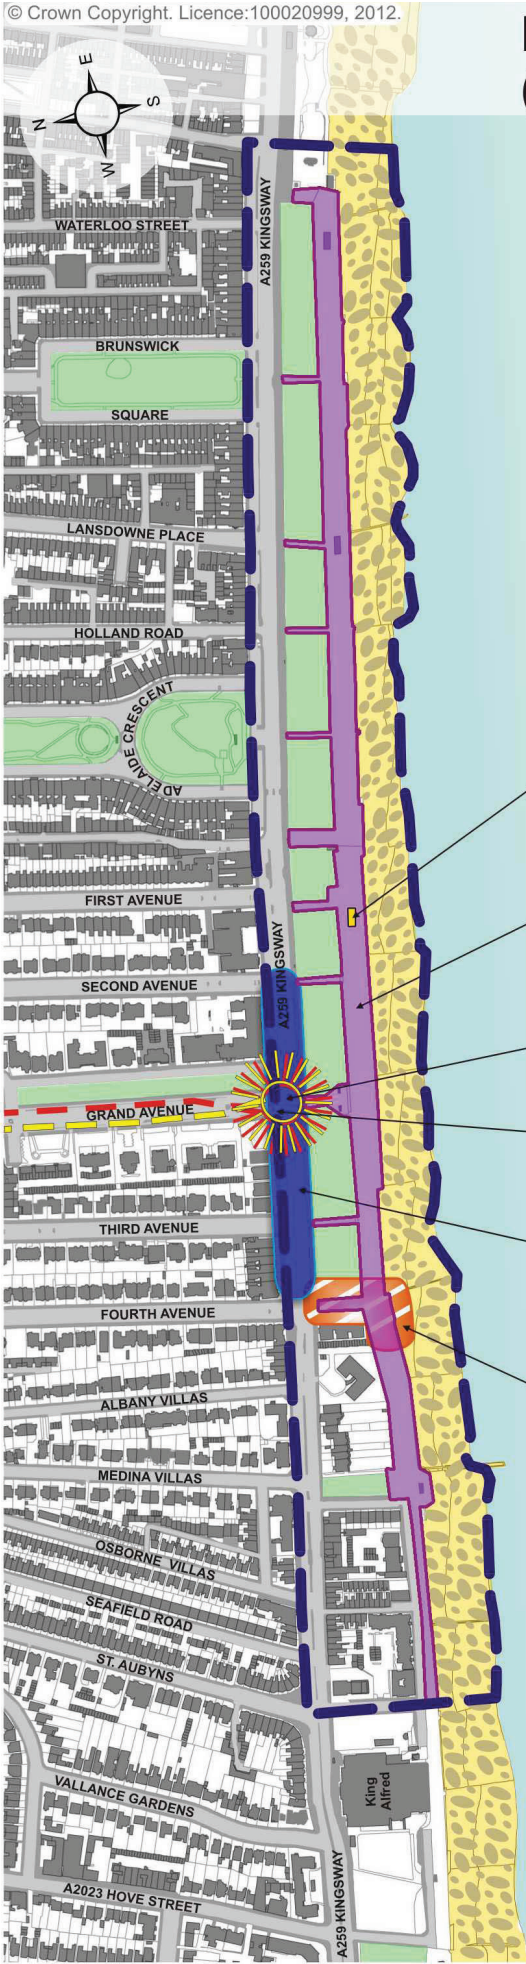 © Crown Copyright. Licence:100020999, 2012.
E
S
N
W
WATERLOO STREET
A259 KINGSWAY
BRUNSWICK
SQUARE
LANSDOWNE PLACE
HOLLAND ROAD
ADELAIDE CRESCENT
FIRST AVENUE
A259 KINGSWAY
SECOND AVENUE
GRAND AVENUE
THIRD AVENUE
FOURTH AVENUE
ALBANY VILLAS
MEDINA VILLAS
OSBORNE VILLAS
SEAFIELD ROAD
ST. AUBYNS
VALLANCE GARDENS
King
Alfred
A2023 HOVE STREET
A259 KINGSWAY